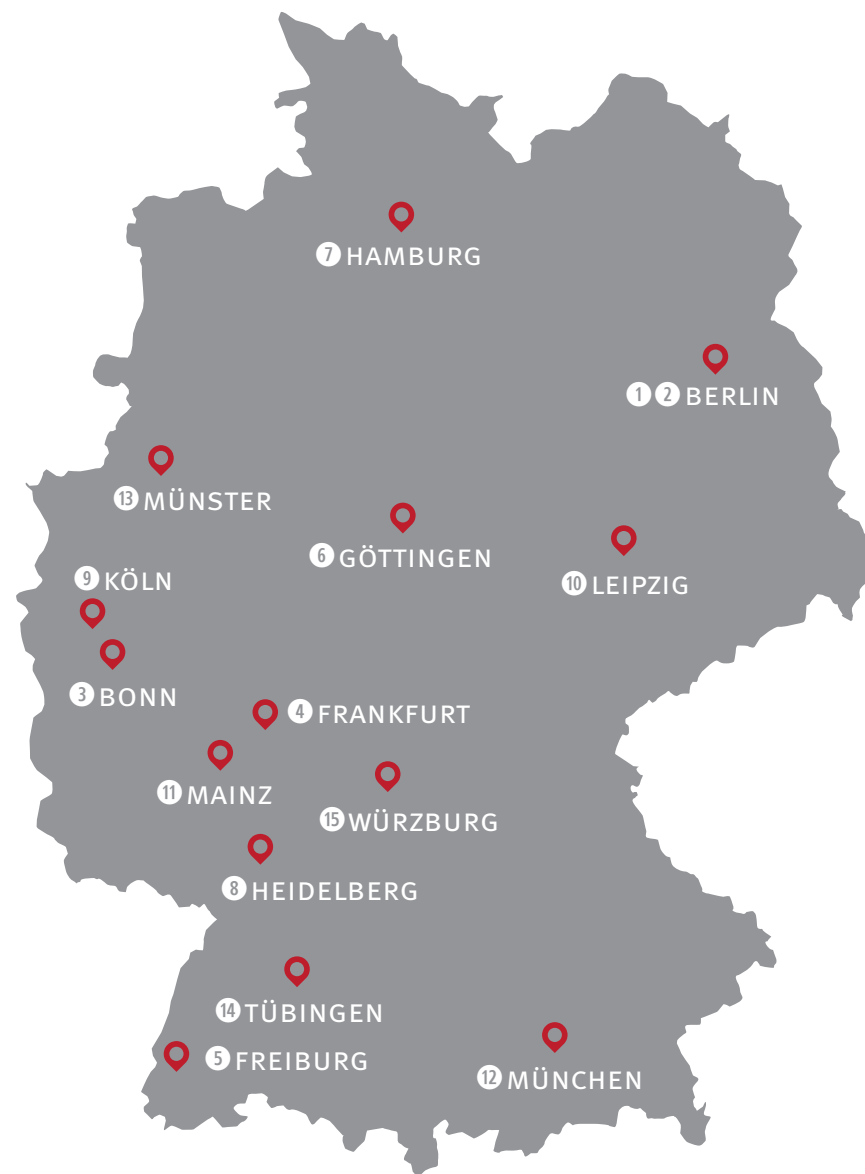 7 HAMBURG
1 2 BERLIN
13 MÜNSTER
6 GÖTTINGEN
10 LEIPZIG
9 KÖLN
3 BONN
4 FRANKFURT
11 MAINZ
15 WÜRZBURG
8 HEIDELBERG
14 TÜBINGEN
5 FREIBURG
12 MÜNCHEN